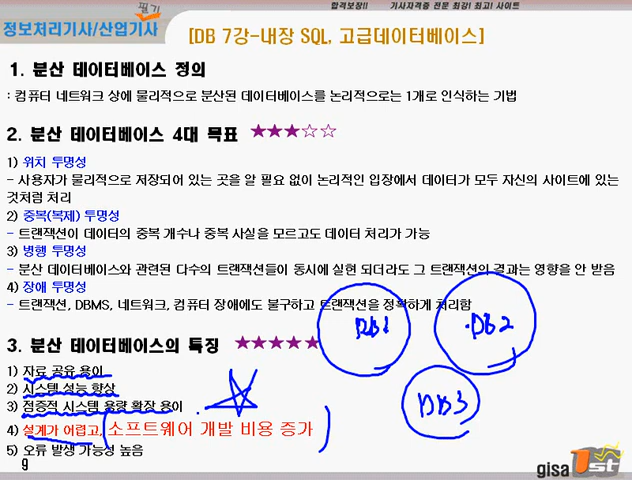 합격보장!! 기사자격증 전문 최강! 최고! 사이트
필기
정보처리기사/산업기사
[DB 7강-내장 SQL, 고급데이터베이스]
1. 분산 데이터베이스 정의
: 컴퓨터 네트워크 상에 물리적으로 분산된 데이터베이스를 논리적으로는 1개로 인식하는 기법
2. 분산 데이터베이스 4대 목표 ★★★☆☆
1) 위치 투명성
- 사용자가 물리적으로 저장되어 있는 곳을 알 필요 없이 논리적인 입장에서 데이터가 모두 자신의 사이트에 있는
것처럼 처리
2) 중복(복제) 투명성
- 트랜잭션이 데이터의 중복 개수나 중복 사실을 모르고도 데이터 처리가 가능
3) 병행 투명성
- 분산 데이터베이스와 관련된 다수의 트랜잭션들이 동시에 실현 되더라도 그 트랜잭션의 결과는 영향을 안 받음
4) 장애 투명성
- 트랜잭션, DBMS, 네트워크, 컴퓨터 장애에도 불구하고 트랜잭션을 정확하게 처리함
DB1
DB2
DB3
3. 분산 데이터베이스의 특징 ★★★★★
1) 자료 공유 용이
2) 시스템 성능 향상
3) 점증적 시스템 용량 확장 용이
4) 설계가 어렵고, 소프트웨어 개발 비용 증가
5) 오류 발생 가능성 높음
9
gisa 1st